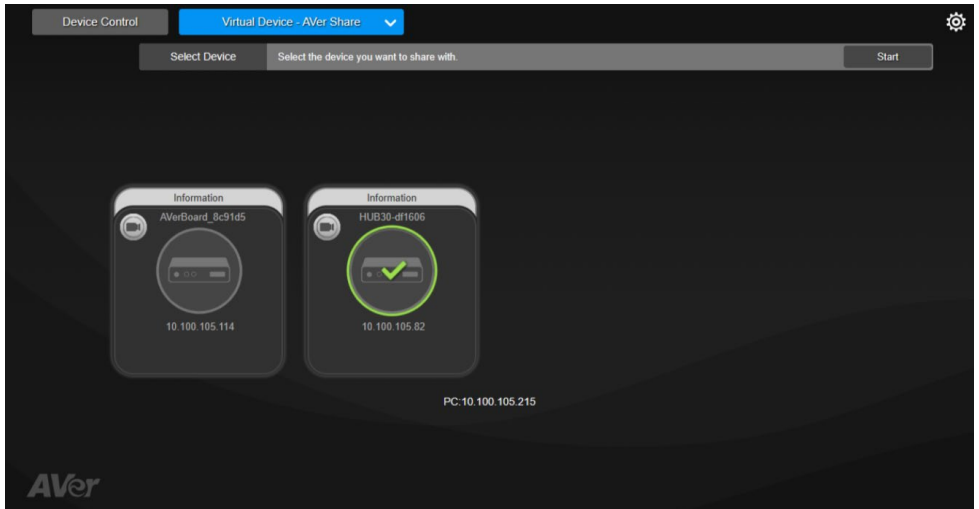 Device Control
Virtual Device - AVer Share
Select Device
Select the device you want to share with.
Start
Information
AVerBoard_8c91d5
10.100.105.114
Information
HUB30-df1606
10.100.105.82
PC:10.100.105.215
AVer